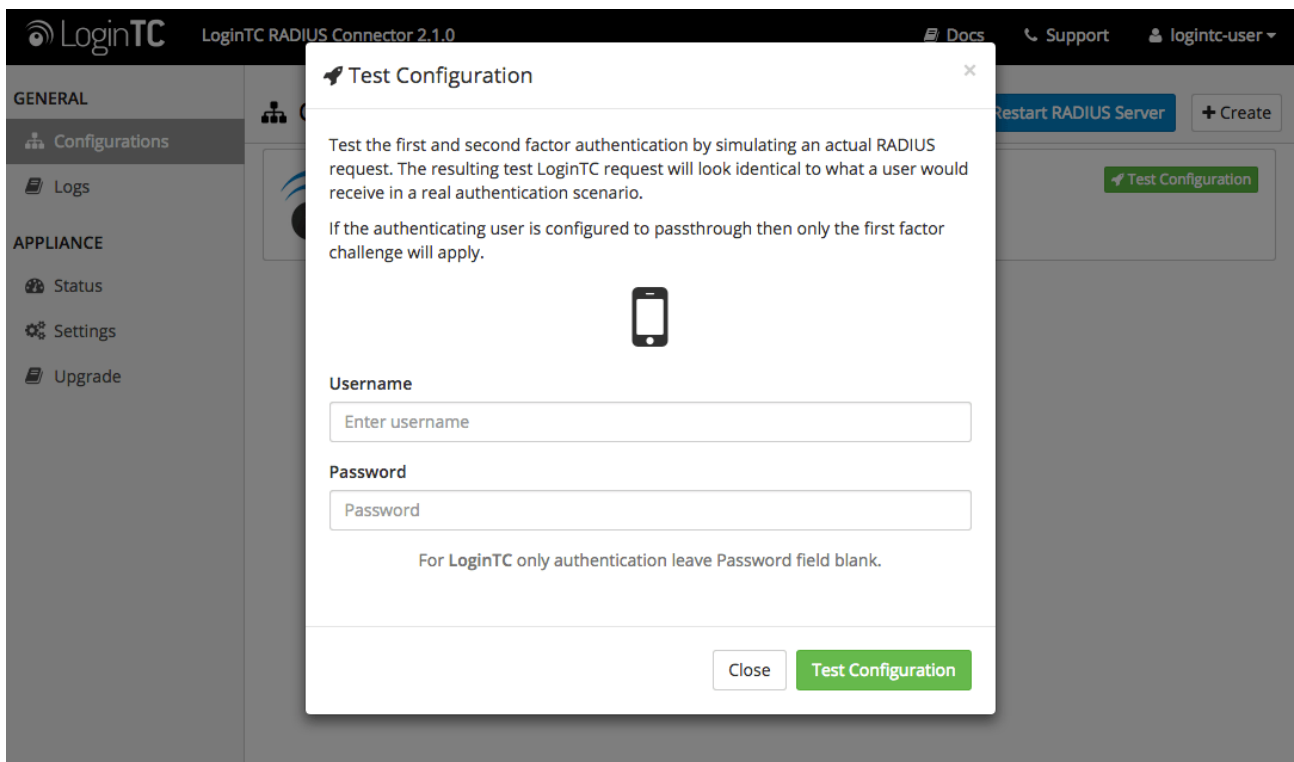 LoginTC LoginTC RADIUS Connector 2.1.0 Docs Support logintc-user
Test Configuration ×
GENERAL
Configurations
Logs
APPLIANCE
Status
Settings
Upgrade
Restart RADIUS Server + Create
Test Configuration
Test the first and second factor authentication by simulating an actual RADIUS
request. The resulting test LoginTC request will look identical to what a user would
receive in a real authentication scenario.
If the authenticating user is configured to passthrough then only the first factor
challenge will apply.
Username
Enter username
Password
Password
For LoginTC only authentication leave Password field blank.
Close Test Configuration